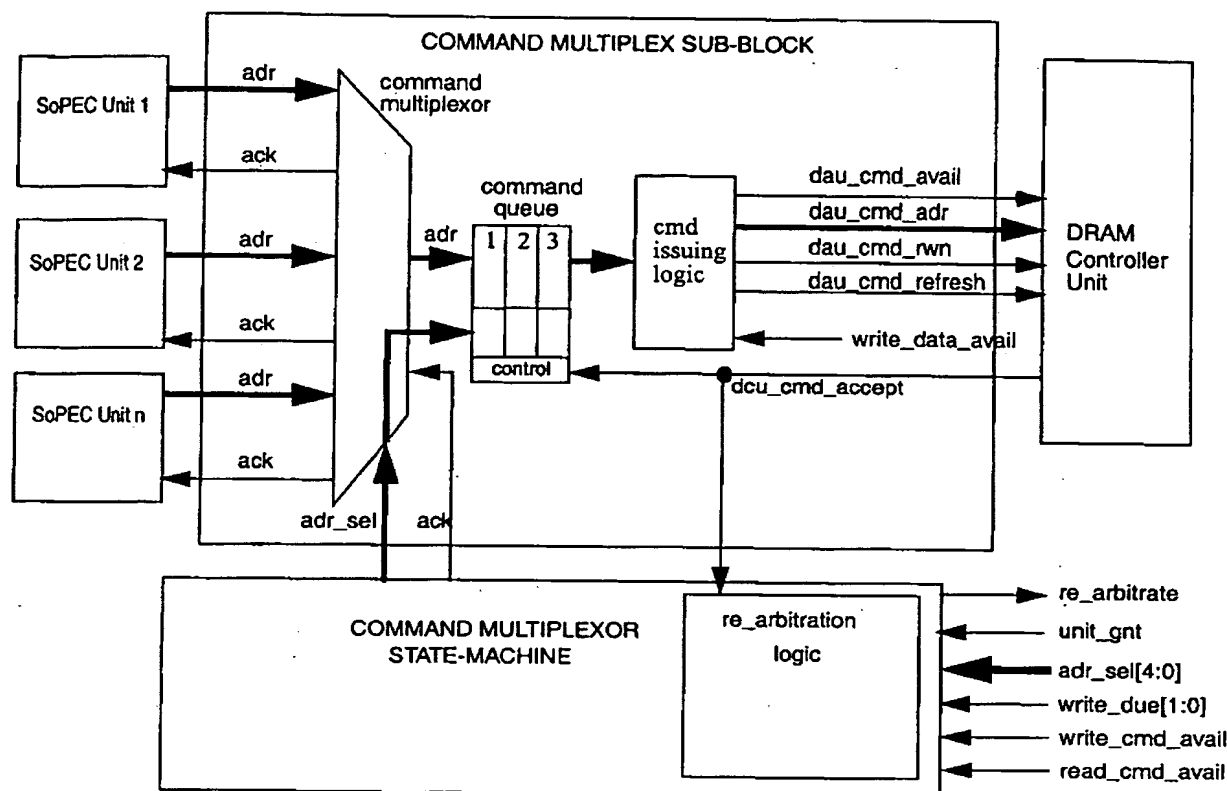 COMMAND MULTIPLEX SUB-BLOCK
SoPEC Unit 1
adr
ack
command
multiplexor
SoPEC Unit 2
adr
ack
SoPEC Unit n
adr
ack
adr
command
queue
1 2 3
control
cmd
issuing
logic
dau_cmd_avail
dau_cmd_adr
dau_cmd_rwn
dau_cmd_refresh
write_data_avail
dcu_cmd_accept
DRAM
Controller
Unit
adr_sel
ack
COMMAND MULTIPLEXOR
STATE-MACHINE
re_arbitration
logic
re_arbitrate
unit_gnt
adr_sel[4:0]
write_due[1:0]
write_cmd_avail
read_cmd_avail